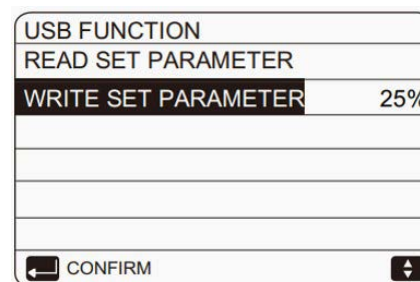 USB FUNCTION
READ SET PARAMETER
WRITE SET PARAMETER 25%
CONFIRM